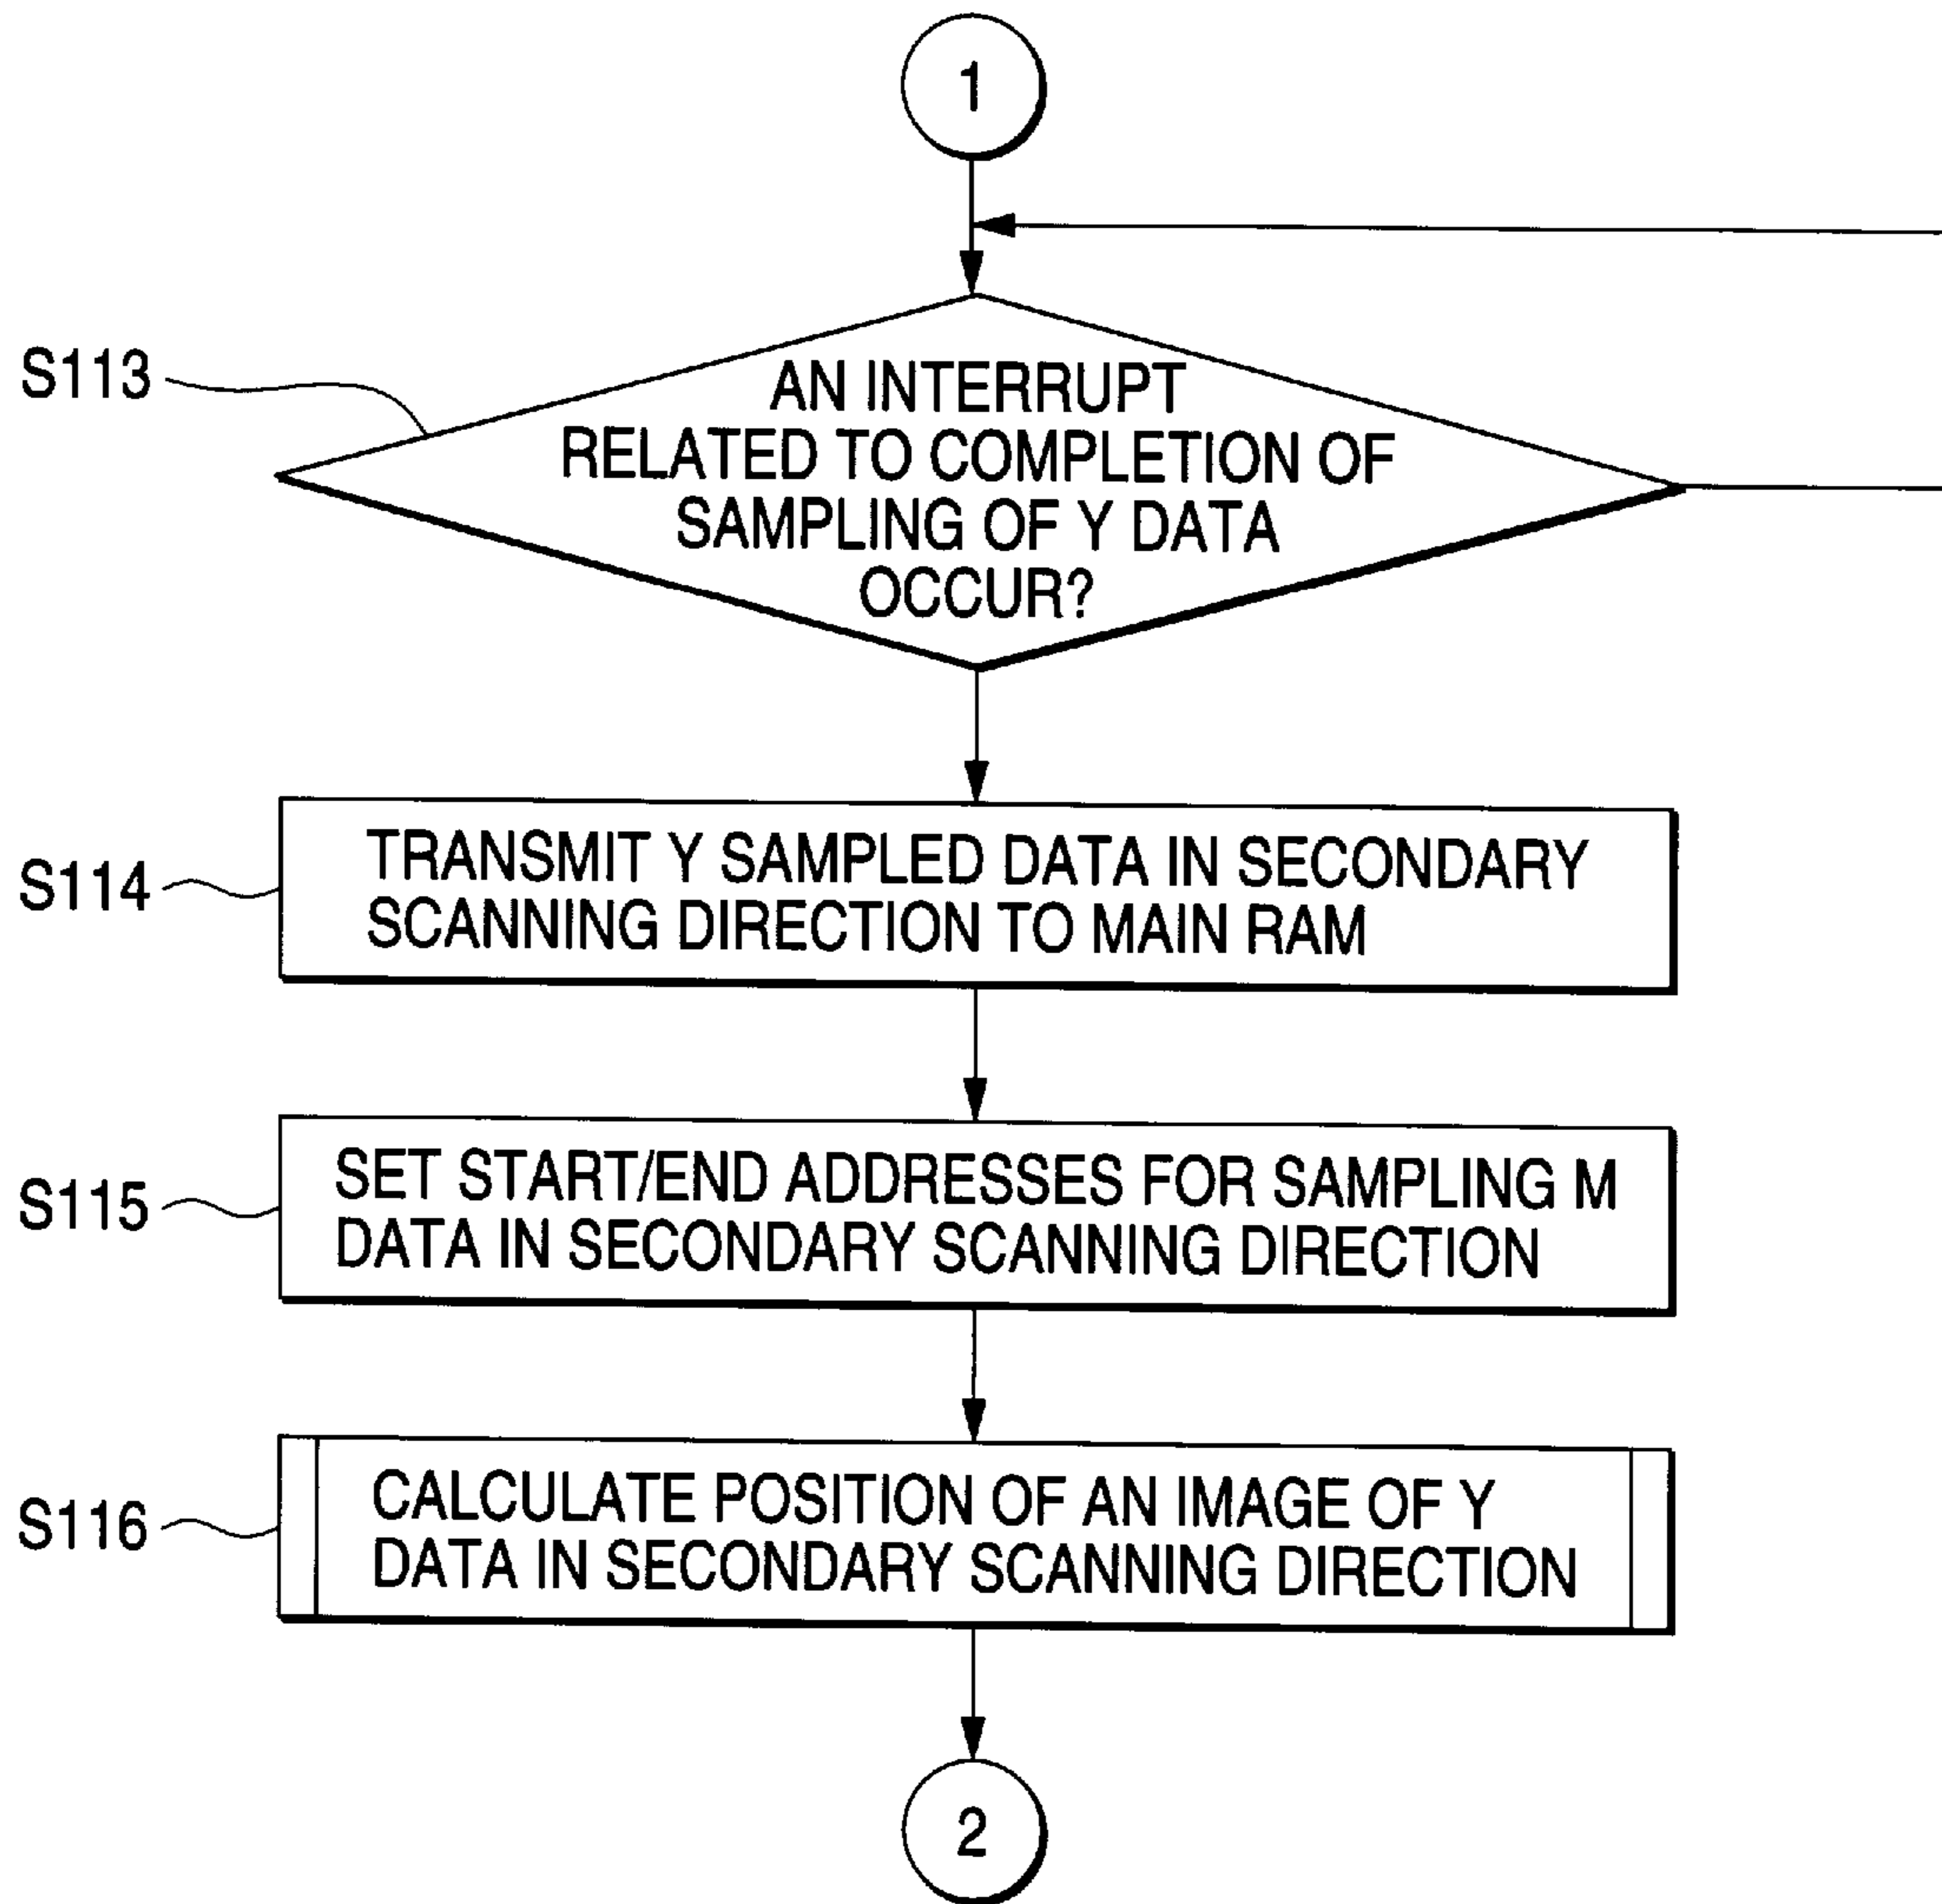 1
S113
AN INTERRUPT
RELATED TO COMPLETION OF
SAMPLING OF Y DATA
OCCUR?
S114
TRANSMIT Y SAMPLED DATA IN SECONDARY
SCANNING DIRECTION TO MAIN RAM
S115
SET START/END ADDRESSES FOR SAMPLING M
DATA IN SECONDARY SCANNING DIRECTION
S116
CALCULATE POSITION OF AN IMAGE OF Y
DATA IN SECONDARY SCANNING DIRECTION
2